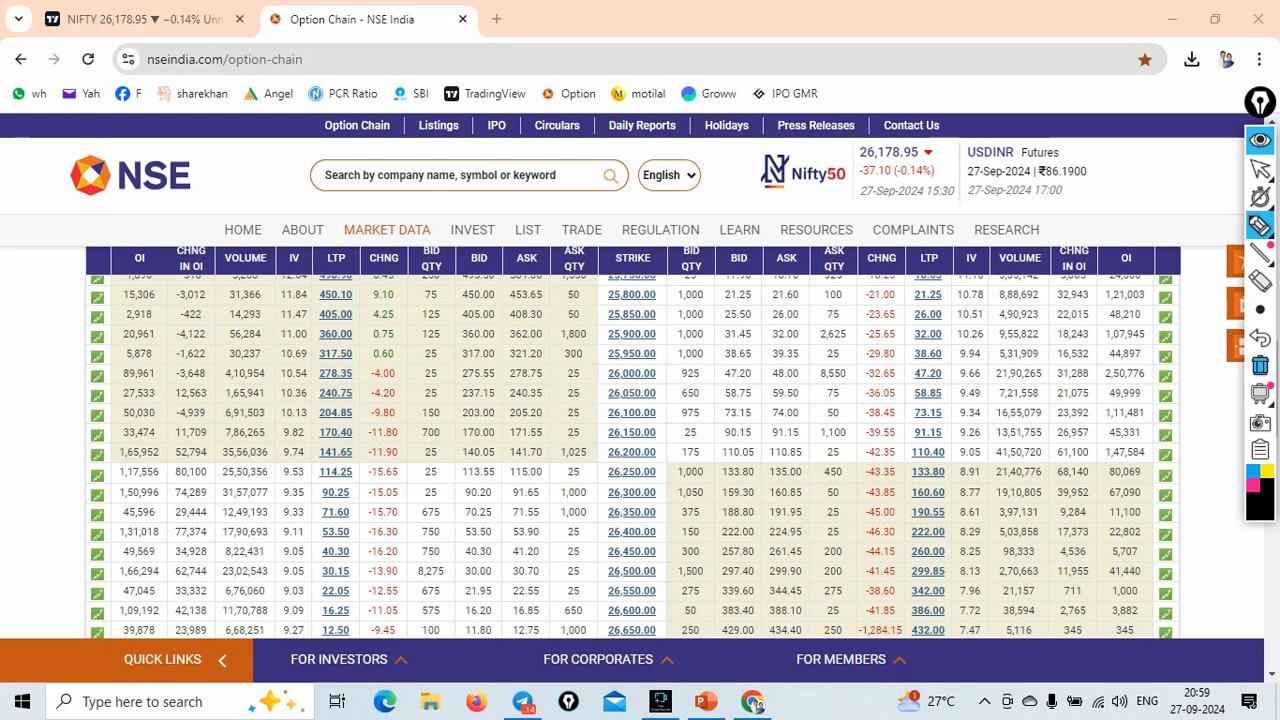 NIFTY 26,178.95 ▼ −0.14% Unn
Option Chain - NSE India
nseindia.com/option-chain
wh Yah F sharekhan Angel PCR Ratio SBI TradingView Option motilal Groww IPO GMR
Option Chain Listings IPO Circulars Daily Reports Holidays Press Releases Contact Us
NSE
Search by company name, symbol or keyword
English
Nifty50
26,178.95
-37.10 (-0.14%)
27-Sep-2024 15:30
USDINR Futures
27-Sep-2024 | ₹86.1900
27-Sep-2024 17:00
HOME ABOUT MARKET DATA INVEST LIST TRADE REGULATION LEARN RESOURCES COMPLAINTS RESEARCH
OI CHNG IN OI VOLUME IV LTP CHNG BID QTY BID ASK ASK QTY STRIKE BID QTY BID ASK ASK QTY CHNG LTP IV VOLUME CHNG IN OI OI
15,306 -3,012 31,366 11.84 450.10 9.10 75 450.00 453.65 50 25,800.00 1,000 21.25 21.60 100 -21.00 21.25 10.78 8,88,692 32,943 1,21,003
2,918 -422 14,293 11.47 405.00 4.25 125 405.00 408.30 50 25,850.00 1,000 25.50 26.00 75 -23.65 26.00 10.51 4,90,923 22,015 48,210
20,961 -4,122 56,284 11.00 360.00 0.75 125 360.00 362.00 1,800 25,900.00 1,000 31.45 32.00 2,625 -25.65 32.00 10.26 9,55,822 18,243 1,07,945
5,878 -1,622 30,237 10.69 317.50 0.60 25 317.00 321.20 300 25,950.00 1,000 38.65 39.35 25 -29.80 38.60 9.94 5,31,909 16,532 44,897
89,961 -3,648 4,10,954 10.54 278.35 -4.00 25 275.55 278.75 25 26,000.00 925 47.20 48.00 8,550 -32.65 47.20 9.66 21,90,265 31,288 2,50,776
27,533 12,563 1,65,941 10.36 240.75 -4.20 25 237.15 240.35 25 26,050.00 650 58.75 59.50 75 -36.05 58.85 9.49 7,21,558 21,075 49,999
50,030 -4,939 6,91,503 10.13 204.85 -9.80 150 203.00 205.20 25 26,100.00 975 73.15 74.00 50 -38.45 73.15 9.34 16,55,079 23,392 1,11,481
33,474 11,709 7,86,265 9.82 170.40 -11.80 700 170.00 171.55 25 26,150.00 25 90.15 91.15 1,100 -39.55 91.15 9.26 13,51,755 26,957 45,331
1,65,952 52,794 35,56,036 9.74 141.65 -11.90 25 140.05 141.70 1,025 26,200.00 175 110.05 110.85 25 -42.35 110.40 9.05 41,50,720 61,100 1,47,584
1,17,556 80,100 25,50,356 9.53 114.25 -15.65 25 113.55 115.00 25 26,250.00 1,000 133.80 135.00 450 -43.35 133.80 8.91 21,40,776 68,140 80,069
1,50,996 74,289 31,57,077 9.35 90.25 -15.05 25 90.20 91.65 1,000 26,300.00 1,050 159.30 160.85 50 -43.85 160.60 8.77 19,10,805 39,952 67,090
45,596 29,444 12,49,193 9.33 71.60 -15.70 625 70.25 71.55 1,000 26,350.00 375 188.80 191.95 25 -45.00 190.55 8.61 3,97,131 9,284 11,100
1,31,018 77,374 17,90,693 9.11 53.50 -16.30 750 53.50 53.90 25 26,400.00 150 222.00 224.95 25 -46.30 222.00 8.29 5,03,858 17,373 22,802
49,569 34,928 8,22,431 9.05 40.30 -16.20 750 40.30 41.20 25 26,450.00 300 257.80 261.45 200 -44.15 260.00 8.25 98,333 4,536 5,707
1,66,294 62,744 23,02,543 9.05 30.15 -13.90 8,275 30.00 30.70 25 26,500.00 1,500 297.40 299.90 200 -41.45 299.85 8.13 2,70,663 11,955 41,440
47,045 33,332 6,76,060 9.03 22.05 -12.55 675 21.95 22.55 25 26,550.00 275 339.60 344.45 275 -38.60 342.00 7.96 21,157 711 1,000
1,09,192 42,138 11,70,788 9.09 16.25 -11.05 575 16.20 16.85 650 26,600.00 50 383.40 388.10 25 -41.85 386.00 7.72 38,594 2,765 3,882
39,878 23,989 6,68,251 9.27 12.50 -9.45 100 11.80 12.75 1,000 26,650.00 250 429.00 434.40 250 -1,284.15 432.00 7.47 5,116 345 345
QUICK LINKS FOR INVESTORS FOR CORPORATES FOR MEMBERS
Type here to search
27°C
ENG
20:59
27-09-2024